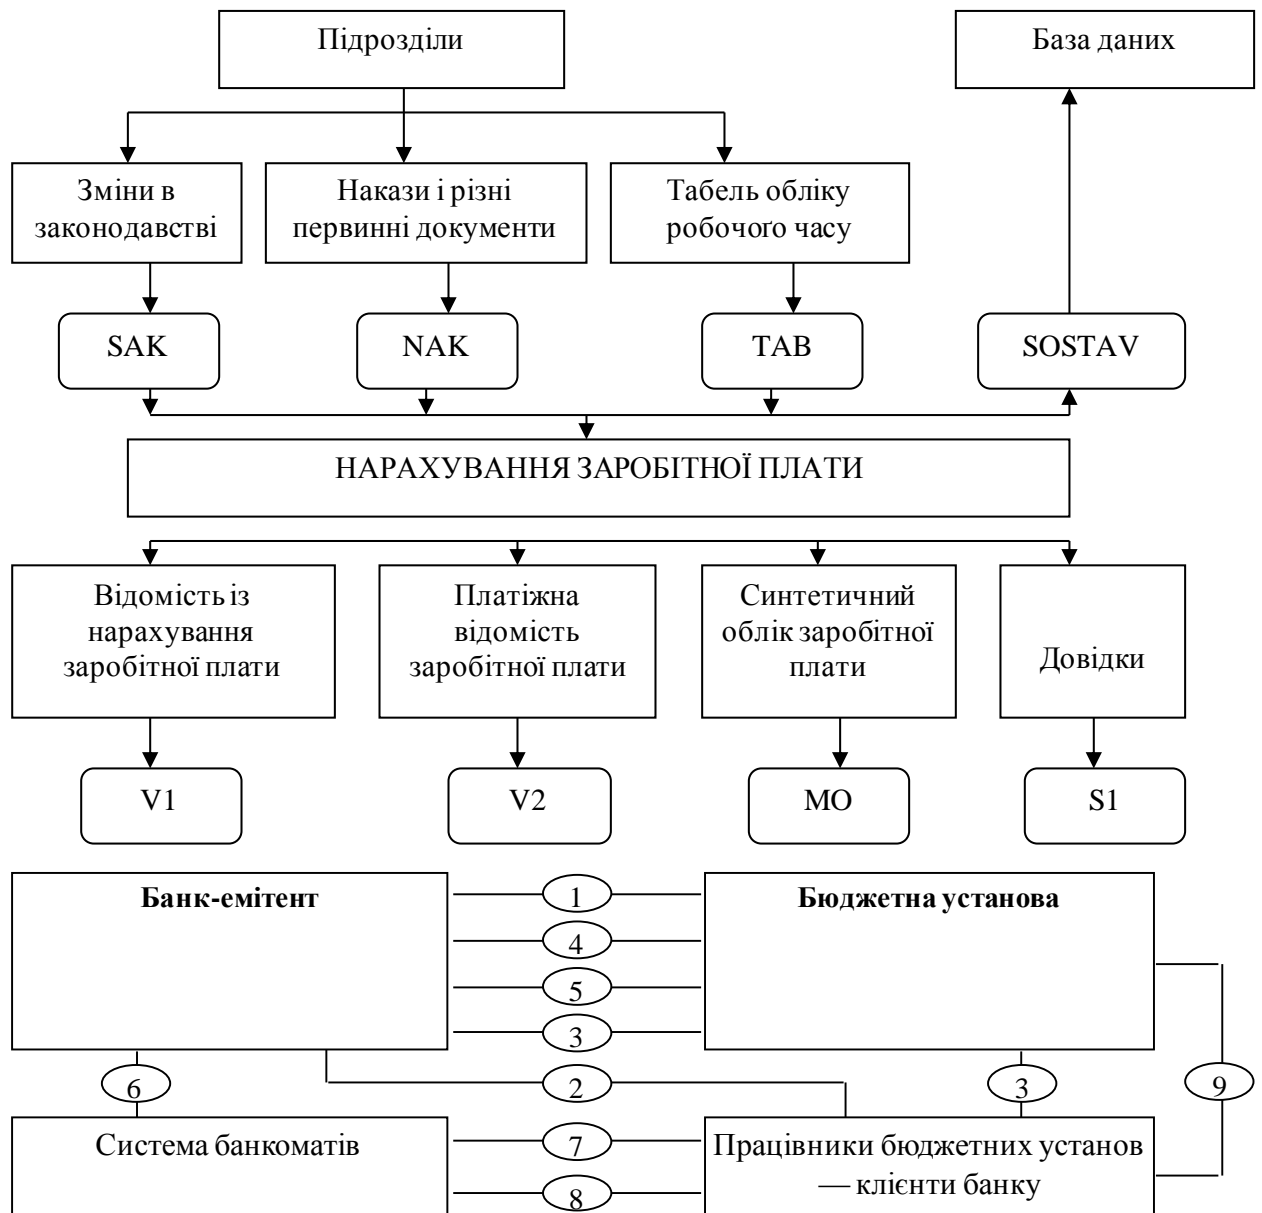 Підрозділи
База даних
Зміни в
законодавстві
Накази і різні
первинні документи
Табель обліку
робочого часу
SAK
NAK
TAB
SOSTAV
НАРАХУВАННЯ ЗАРОБІТНОЇ ПЛАТИ
Відомість із
нарахування
заробітної плати
Платіжна
відомість
заробітної плати
Синтетичний
облік заробітної
плати
Довідки
V1
V2
MO
S1
Банк-емітент
1
Бюджетна установа
4
5
3
6
2
3
9
Система банкоматів
7
Працівники бюджетних установ
— клієнти банку
8